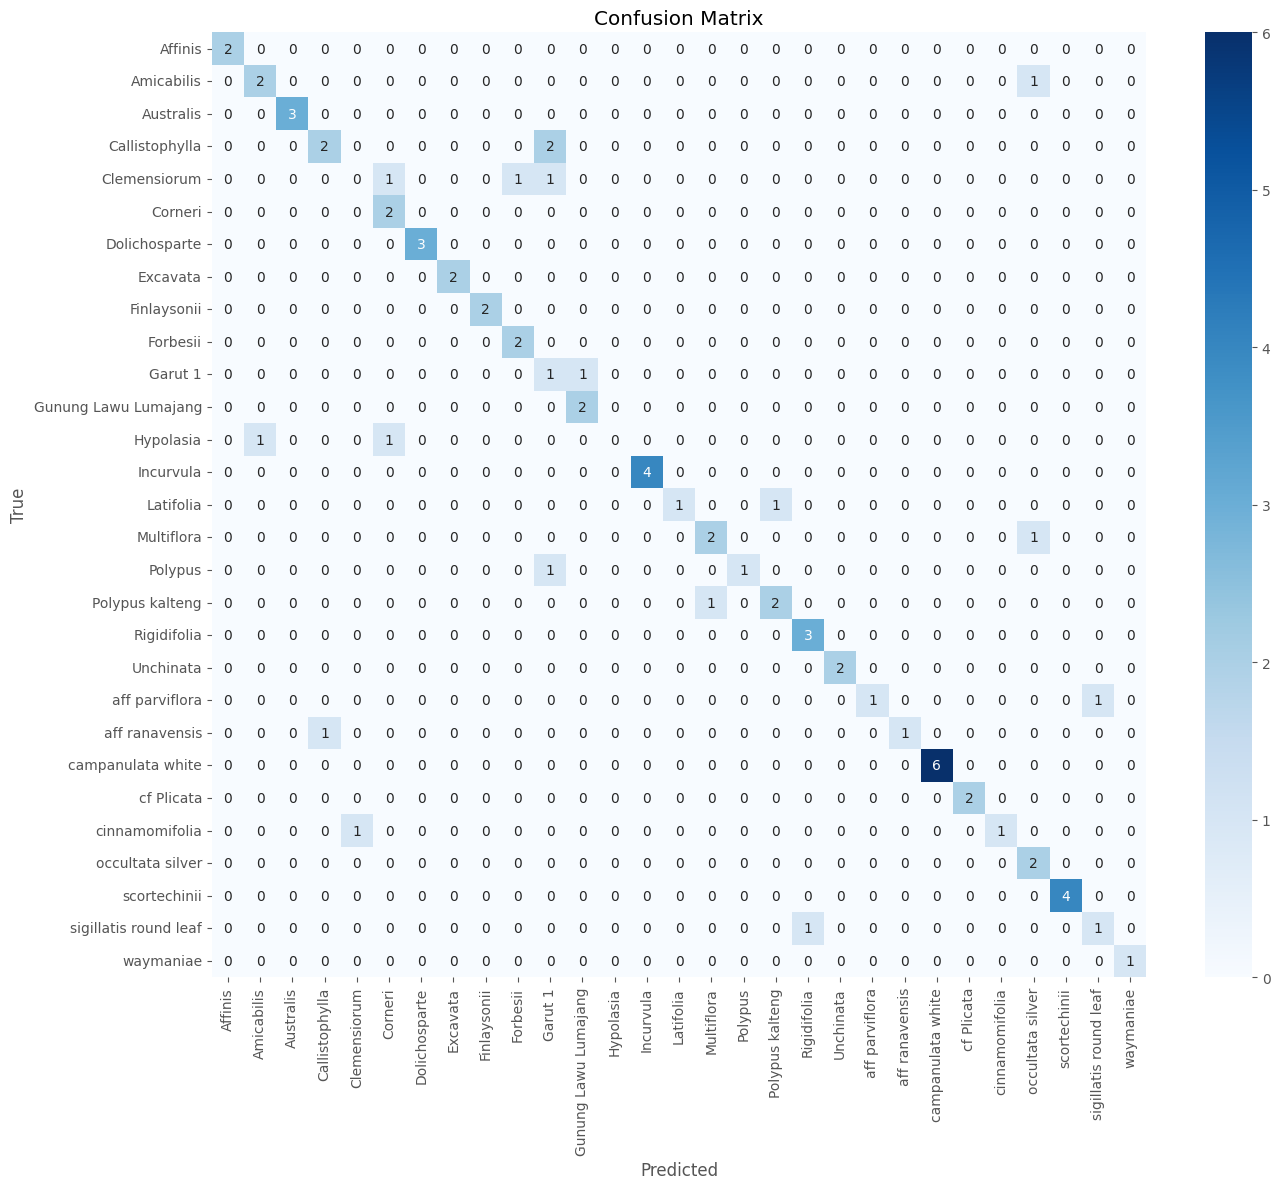 Confusion Matrix
Affinis 2 0 0 0 0 0 0 0 0 0 0 0 0 0 0 0 0 0 0 0 0 0 0 0 0 0 0 0 0
Amicabilis 0 2 0 0 0 0 0 0 0 0 0 0 0 0 0 0 0 0 0 0 0 0 0 0 0 1 0 0 0
Australis 0 0 3 0 0 0 0 0 0 0 0 0 0 0 0 0 0 0 0 0 0 0 0 0 0 0 0 0 0
Callistophylla 0 0 0 2 0 0 0 0 0 0 2 0 0 0 0 0 0 0 0 0 0 0 0 0 0 0 0 0 0
Clemensiorum 0 0 0 0 0 1 0 0 0 1 1 0 0 0 0 0 0 0 0 0 0 0 0 0 0 0 0 0 0
Corneri 0 0 0 0 0 2 0 0 0 0 0 0 0 0 0 0 0 0 0 0 0 0 0 0 0 0 0 0 0
Dolichosparte 0 0 0 0 0 0 3 0 0 0 0 0 0 0 0 0 0 0 0 0 0 0 0 0 0 0 0 0 0
Excavata 0 0 0 0 0 0 0 2 0 0 0 0 0 0 0 0 0 0 0 0 0 0 0 0 0 0 0 0 0
Finlaysonii 0 0 0 0 0 0 0 0 2 0 0 0 0 0 0 0 0 0 0 0 0 0 0 0 0 0 0 0 0
Forbesii 0 0 0 0 0 0 0 0 0 2 0 0 0 0 0 0 0 0 0 0 0 0 0 0 0 0 0 0 0
Garut 1 0 0 0 0 0 0 0 0 0 0 1 1 0 0 0 0 0 0 0 0 0 0 0 0 0 0 0 0 0
Gunung Lawu Lumajang 0 0 0 0 0 0 0 0 0 0 0 2 0 0 0 0 0 0 0 0 0 0 0 0 0 0 0 0 0
Hypolasia 0 1 0 0 0 1 0 0 0 0 0 0 0 0 0 0 0 0 0 0 0 0 0 0 0 0 0 0 0
Incurvula 0 0 0 0 0 0 0 0 0 0 0 0 0 4 0 0 0 0 0 0 0 0 0 0 0 0 0 0 0
Latifolia 0 0 0 0 0 0 0 0 0 0 0 0 0 0 1 0 0 1 0 0 0 0 0 0 0 0 0 0 0
Multiflora 0 0 0 0 0 0 0 0 0 0 0 0 0 0 0 2 0 0 0 0 0 0 0 0 0 1 0 0 0
Polypus 0 0 0 0 0 0 0 0 0 0 1 0 0 0 0 0 1 0 0 0 0 0 0 0 0 0 0 0 0
Polypus kalteng 0 0 0 0 0 0 0 0 0 0 0 0 0 0 0 1 0 2 0 0 0 0 0 0 0 0 0 0 0
Rigidifolia 0 0 0 0 0 0 0 0 0 0 0 0 0 0 0 0 0 0 3 0 0 0 0 0 0 0 0 0 0
Unchinata 0 0 0 0 0 0 0 0 0 0 0 0 0 0 0 0 0 0 0 2 0 0 0 0 0 0 0 0 0
aff parviflora 0 0 0 0 0 0 0 0 0 0 0 0 0 0 0 0 0 0 0 0 1 0 0 0 0 0 0 1 0
aff ranavensis 0 0 0 1 0 0 0 0 0 0 0 0 0 0 0 0 0 0 0 0 0 1 0 0 0 0 0 0 0
campanulata white 0 0 0 0 0 0 0 0 0 0 0 0 0 0 0 0 0 0 0 0 0 0 6 0 0 0 0 0 0
cf Plicata 0 0 0 0 0 0 0 0 0 0 0 0 0 0 0 0 0 0 0 0 0 0 0 2 0 0 0 0 0
cinnamomifolia 0 0 0 0 1 0 0 0 0 0 0 0 0 0 0 0 0 0 0 0 0 0 0 0 1 0 0 0 0
occultata silver 0 0 0 0 0 0 0 0 0 0 0 0 0 0 0 0 0 0 0 0 0 0 0 0 0 2 0 0 0
scortechinii 0 0 0 0 0 0 0 0 0 0 0 0 0 0 0 0 0 0 0 0 0 0 0 0 0 0 4 0 0
sigillatis round leaf 0 0 0 0 0 0 0 0 0 0 0 0 0 0 0 0 0 0 1 0 0 0 0 0 0 0 0 1 0
waymaniae 0 0 0 0 0 0 0 0 0 0 0 0 0 0 0 0 0 0 0 0 0 0 0 0 0 0 0 0 1
True
Affinis
Amicabilis
Australis
Callistophylla
Clemensiorum
Corneri
Dolichosparte
Excavata
Finlaysonii
Forbesii
Garut 1
Gunung Lawu Lumajang
Hypolasia
Incurvula
Latifolia
Multiflora
Polypus
Polypus kalteng
Rigidifolia
Unchinata
aff parviflora
aff ranavensis
campanulata white
cf Plicata
cinnamomifolia
occultata silver
scortechinii
sigillatis round leaf
waymaniae
Predicted
6
5
4
3
2
1
0